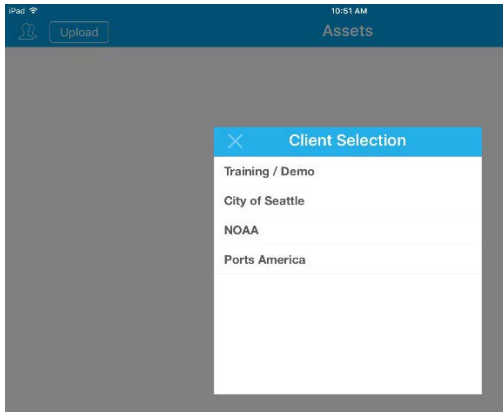 iPad 10:51 AM
Upload Assets
Client Selection
Training / Demo
City of Seattle
NOAA
Ports America